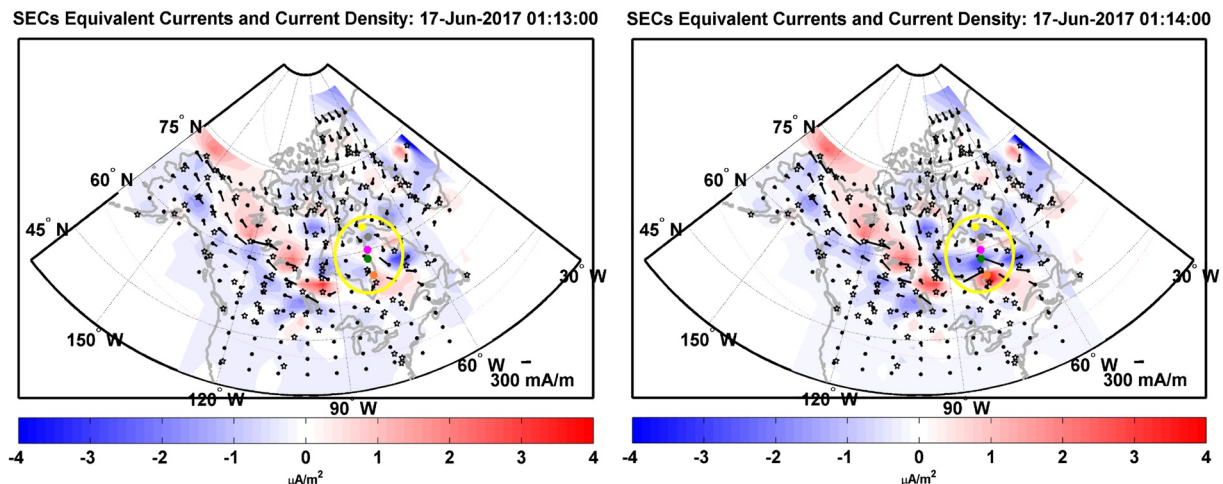 SECs Equivalent Currents and Current Density: 17-Jun-2017 01:13:00
75° N
60° N
45° N
30° W
150° W
60° W
300 mA/m
120° W
90° W
-4 -3 -2 -1 0 1 2 3 4
μA/m²
SECs Equivalent Currents and Current Density: 17-Jun-2017 01:14:00
75° N
60° N
45° N
30° W
150° W
60° W
300 mA/m
120° W
90° W
-4 -3 -2 -1 0 1 2 3 4
μA/m²